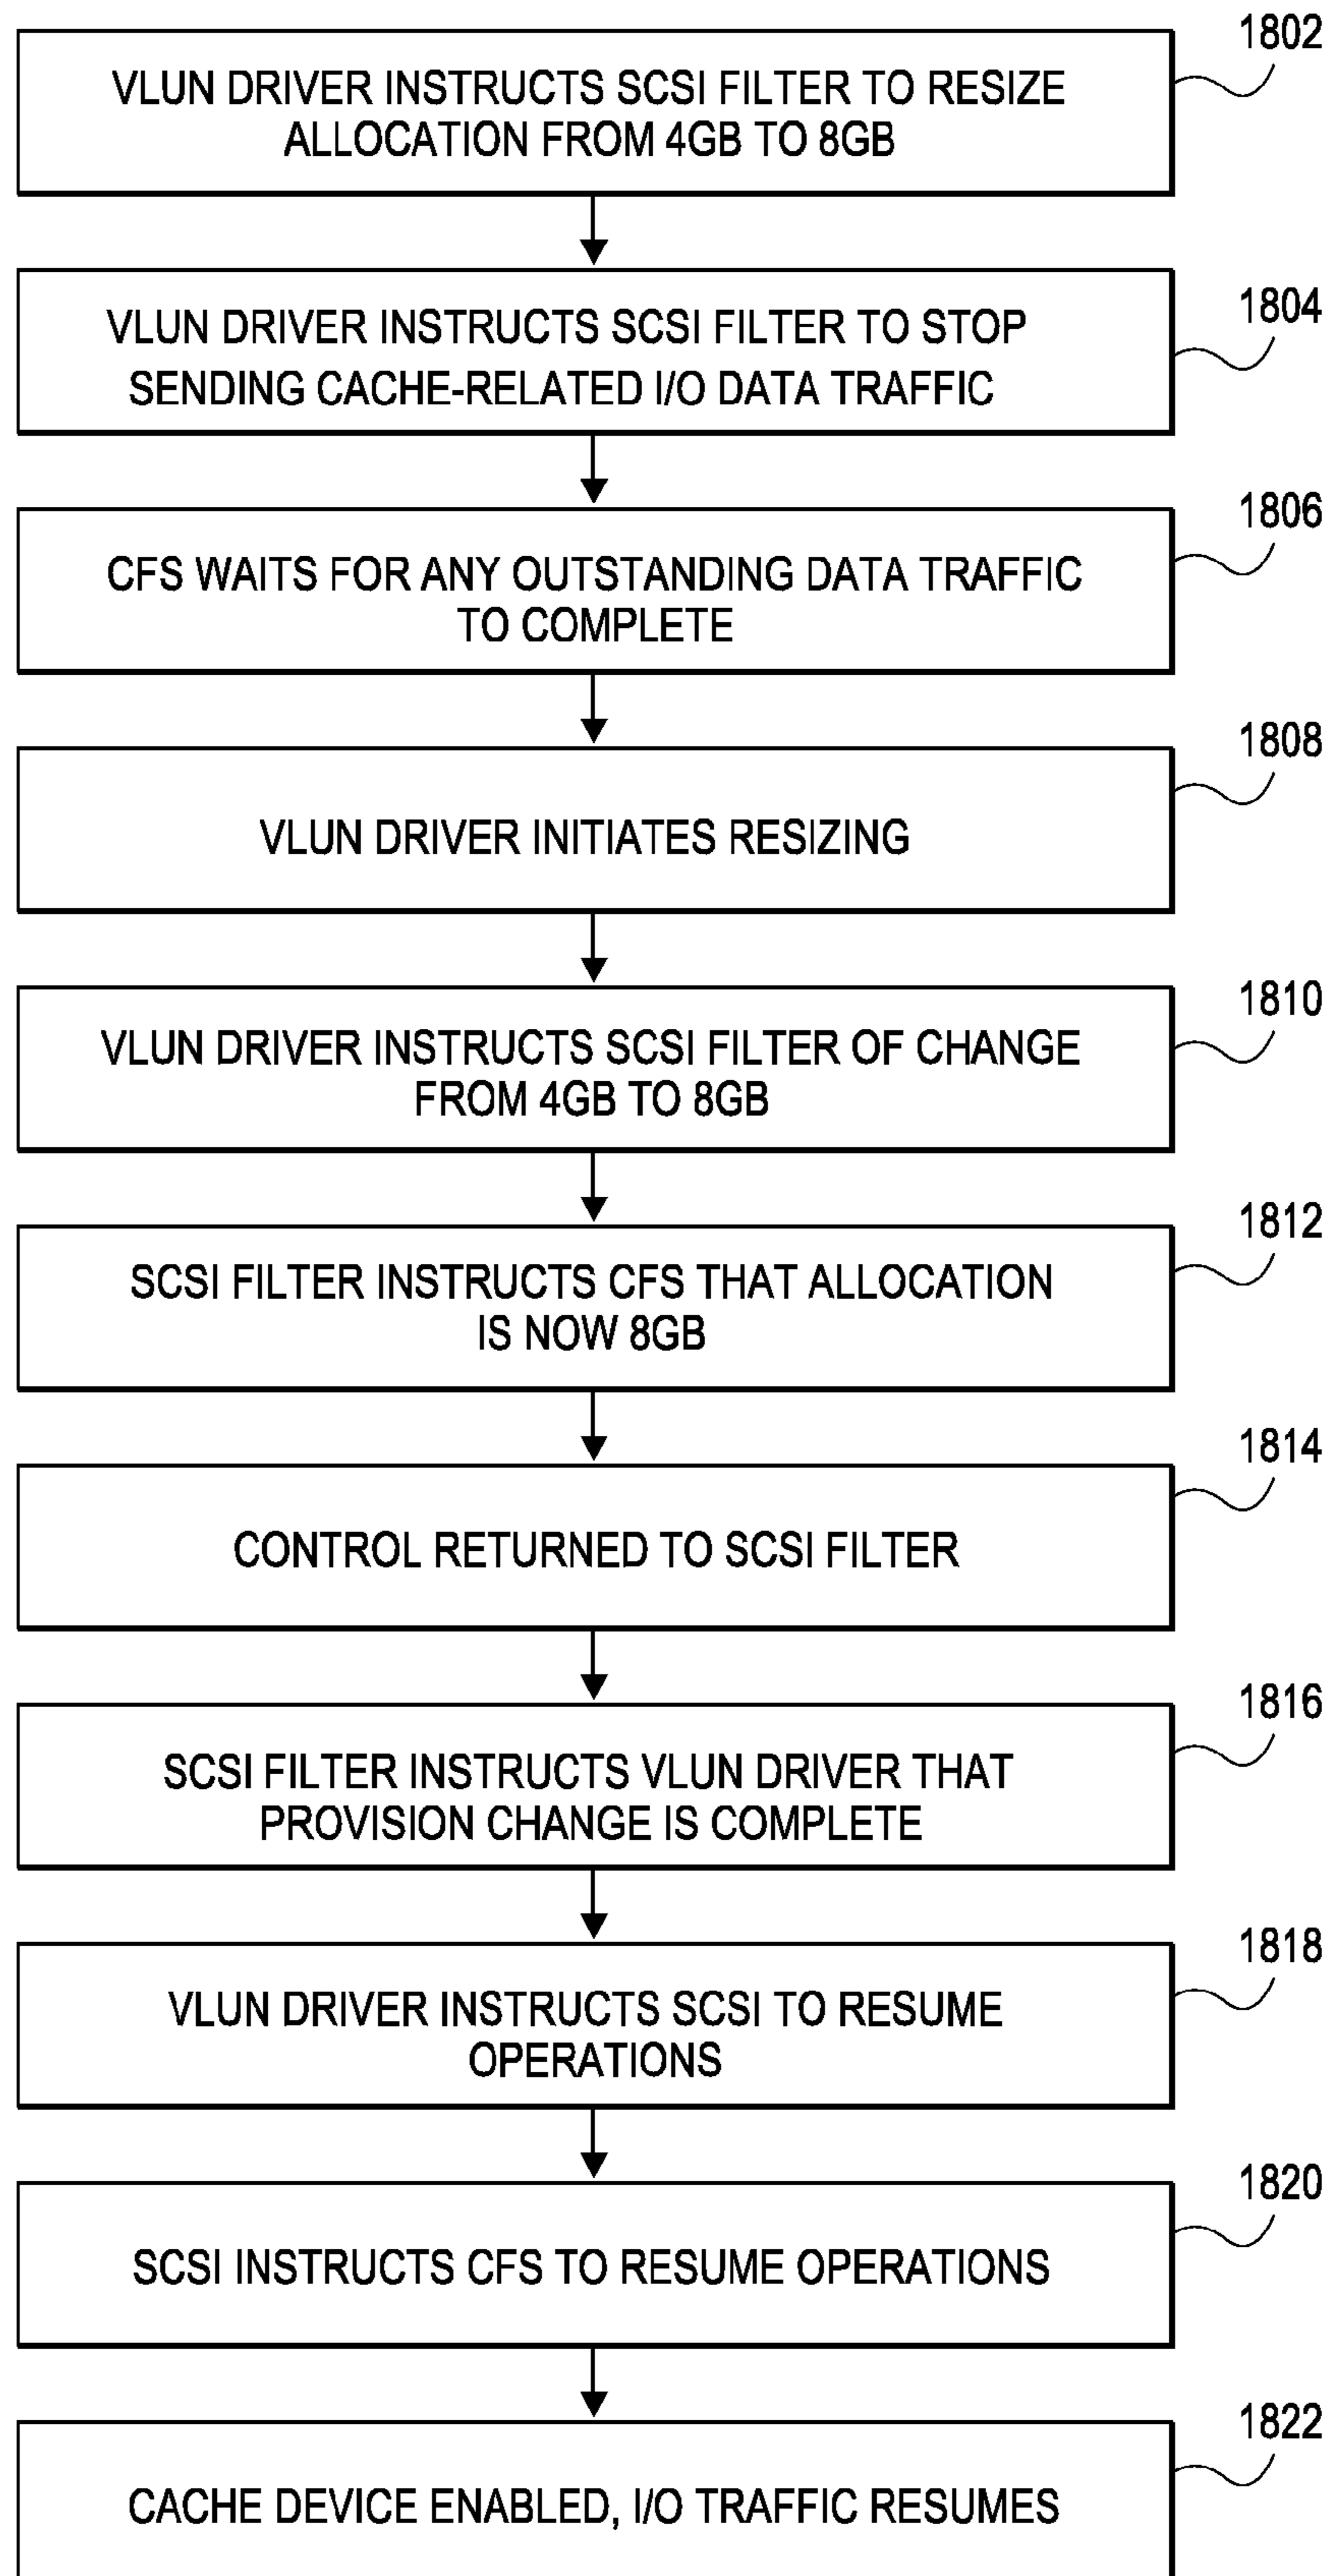 1802
VLUN DRIVER INSTRUCTS SCSI FILTER TO RESIZE
ALLOCATION FROM 4GB TO 8GB
1804
VLUN DRIVER INSTRUCTS SCSI FILTER TO STOP
SENDING CACHE-RELATED I/O DATA TRAFFIC
1806
CFS WAITS FOR ANY OUTSTANDING DATA TRAFFIC
TO COMPLETE
1808
VLUN DRIVER INITIATES RESIZING
1810
VLUN DRIVER INSTRUCTS SCSI FILTER OF CHANGE
FROM 4GB TO 8GB
1812
SCSI FILTER INSTRUCTS CFS THAT ALLOCATION
IS NOW 8GB
1814
CONTROL RETURNED TO SCSI FILTER
1816
SCSI FILTER INSTRUCTS VLUN DRIVER THAT
PROVISION CHANGE IS COMPLETE
1818
VLUN DRIVER INSTRUCTS SCSI TO RESUME
OPERATIONS
1820
SCSI INSTRUCTS CFS TO RESUME OPERATIONS
1822
CACHE DEVICE ENABLED, I/O TRAFFIC RESUMES